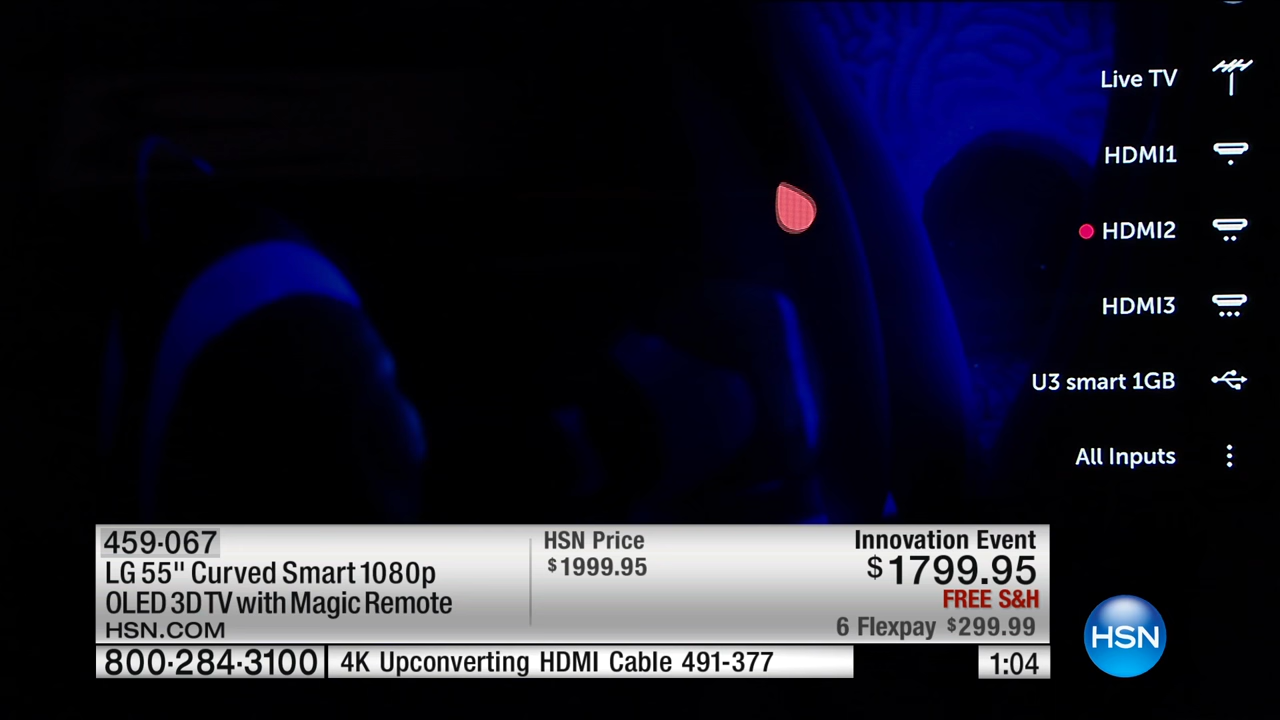 Live TV
HDMI1
HDMI2
HDMI3
U3 smart 1GB
All Inputs
459-067
LG 55" Curved Smart 1080p
OLED 3D TV with Magic Remote
HSN.COM
HSN Price
$1999.95
Innovation Event
$1799.95
FREE S&H
6 Flexpay $299.99
800·284·3100
4K Upconverting HDMI Cable 491-377
1:04
HSN